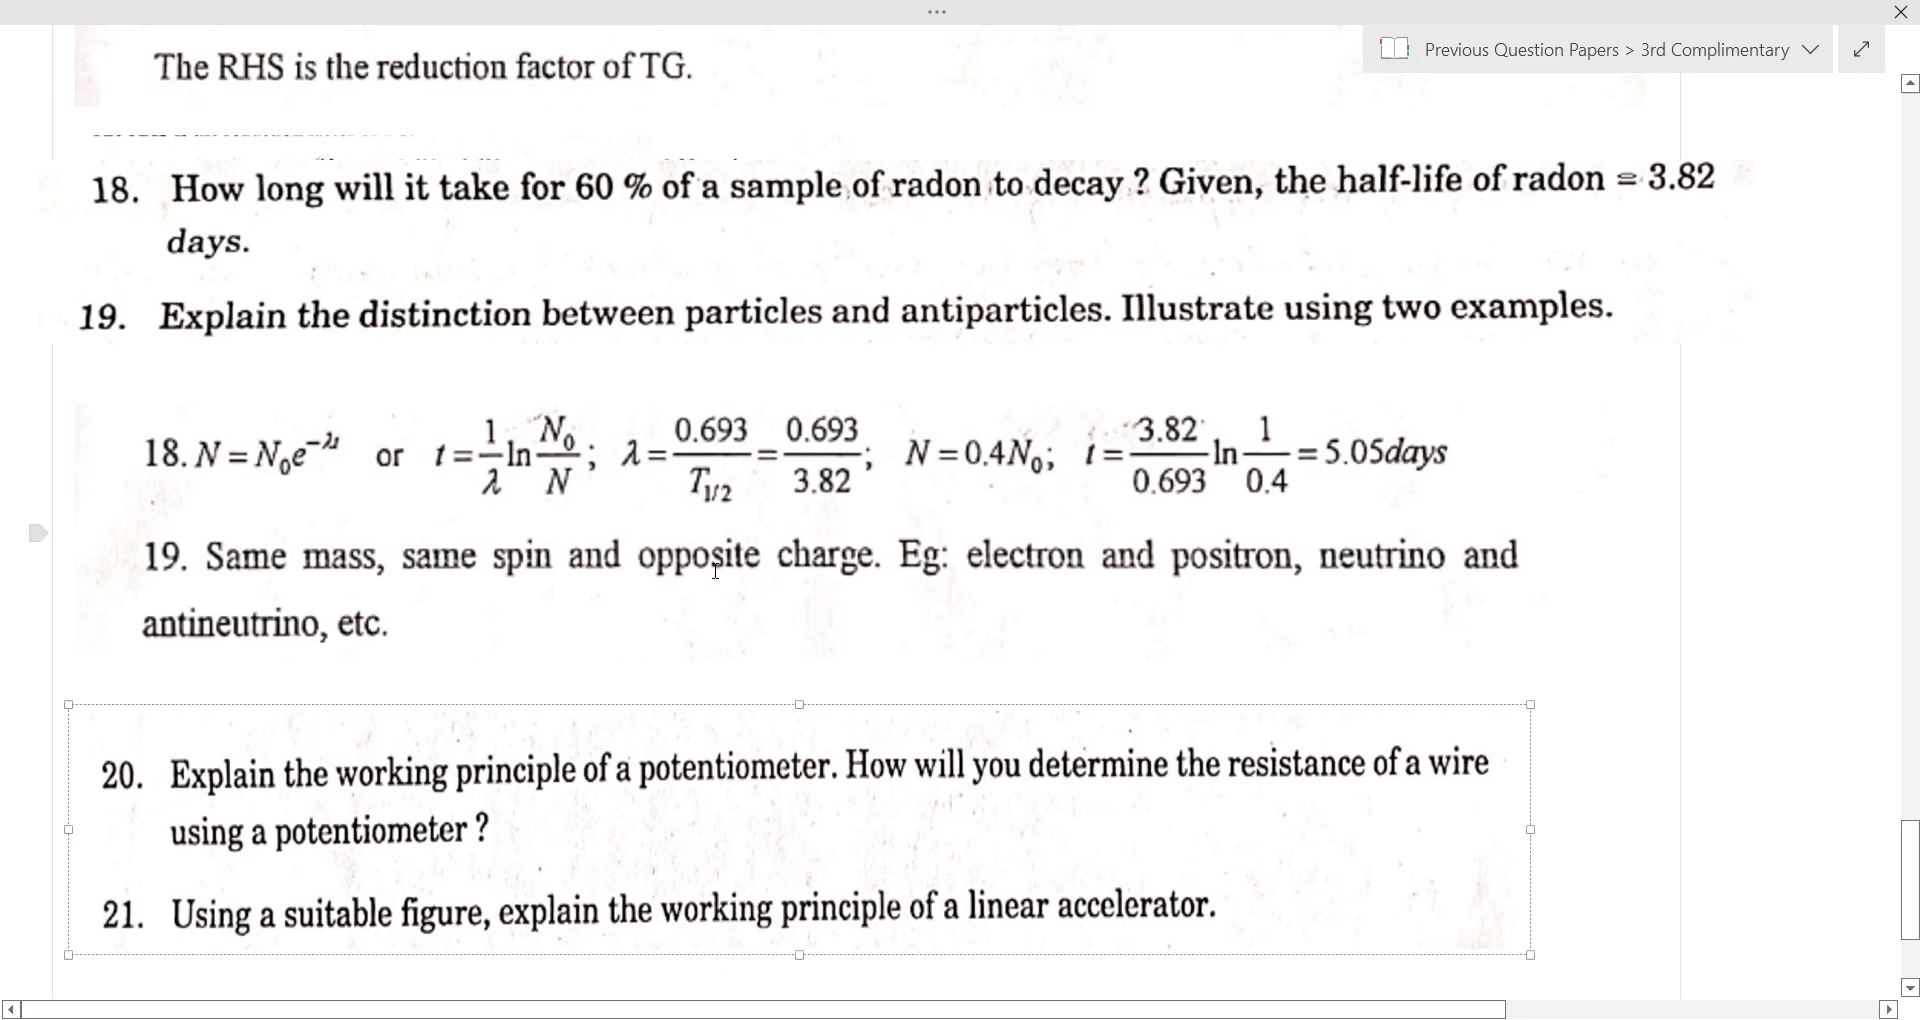 ...
Previous Question Papers > 3rd Complimentary
The RHS is the reduction factor of TG.
18. How long will it take for 60 % of a sample of radon to decay ? Given, the half-life of radon = 3.82
days.
19. Explain the distinction between particles and antiparticles. Illustrate using two examples.
18. N = N₀e^(-λt) or t = 1/λ ln N₀/N ; λ = 0.693/T₁/₂ = 0.693/3.82 ; N = 0.4N₀; t = 3.82/0.693 ln 1/0.4 = 5.05days
19. Same mass, same spin and opposite charge. Eg: electron and positron, neutrino and
antineutrino, etc.
20. Explain the working principle of a potentiometer. How will you determine the resistance of a wire
using a potentiometer ?
21. Using a suitable figure, explain the working principle of a linear accelerator.